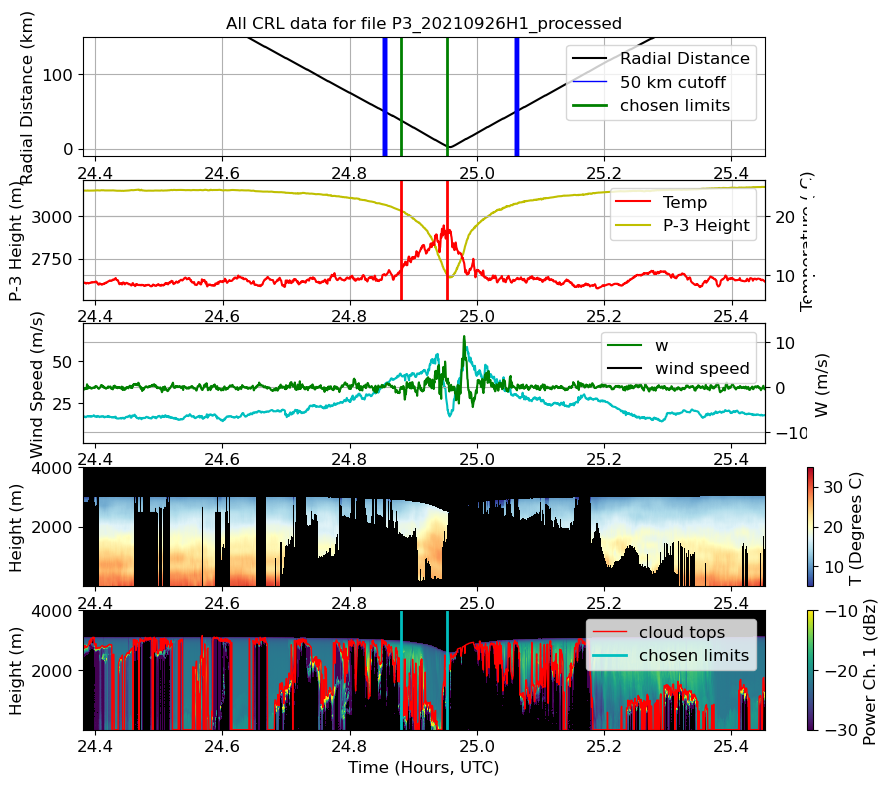 All CRL data for file P3_20210926H1_processed
Radial Distance (km)
100
0
Radial Distance
50 km cutoff
chosen limits
24.4 24.6 24.8 25.0 25.2 25.4
P-3 Height (m)
3000
2750
Temp
P-3 Height
20
10
Temperature ( C)
24.4 24.6 24.8 25.0 25.2 25.4
Wind Speed (m/s)
50
25
w
wind speed
10
0
−10
W (m/s)
24.4 24.6 24.8 25.0 25.2 25.4
Height (m)
4000
2000
30
20
10
T (Degrees C)
24.4 24.6 24.8 25.0 25.2 25.4
Height (m)
4000
2000
cloud tops
chosen limits
−10
−20
−30
Power Ch. 1 (dBz)
24.4 24.6 24.8 25.0 25.2 25.4
Time (Hours, UTC)